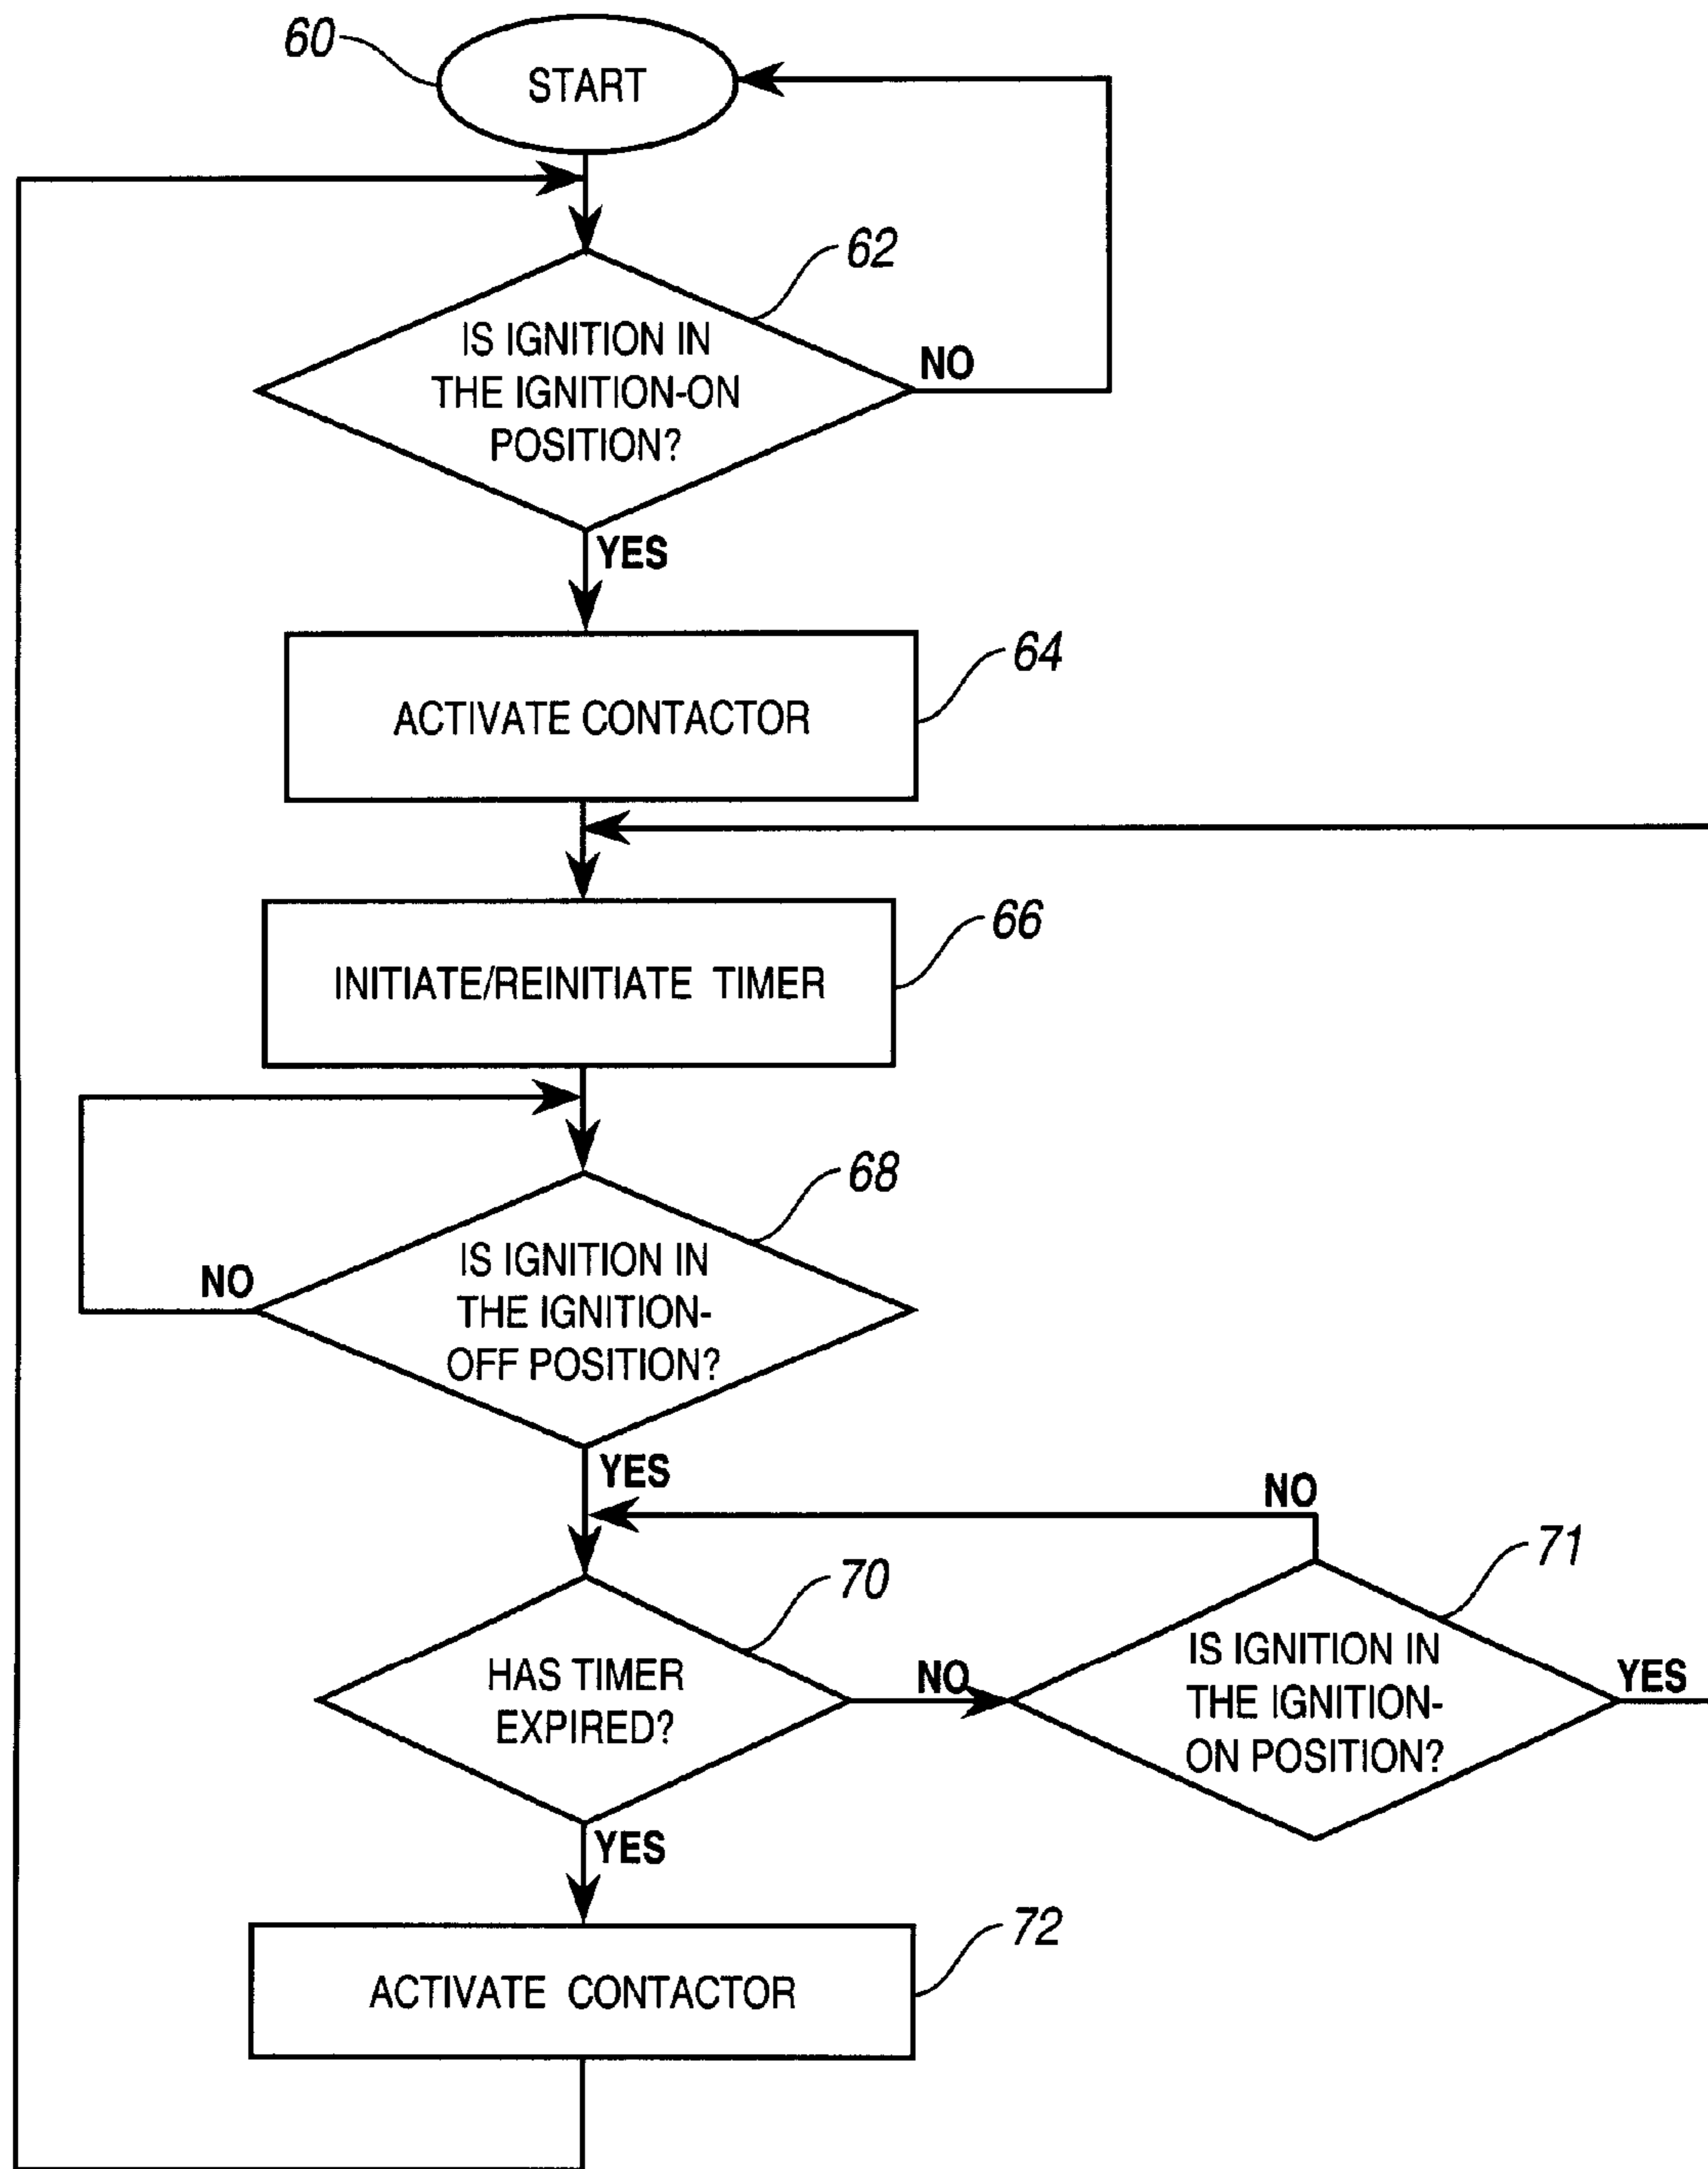 60
START
62
IS IGNITION IN
THE IGNITION-ON
POSITION?
NO
YES
64
ACTIVATE CONTACTOR
66
INITIATE/REINITIATE TIMER
68
IS IGNITION IN
THE IGNITION-
OFF POSITION?
NO
YES
NO
70
71
HAS TIMER
EXPIRED?
NO
IS IGNITION IN
THE IGNITION-
ON POSITION?
YES
YES
72
ACTIVATE CONTACTOR